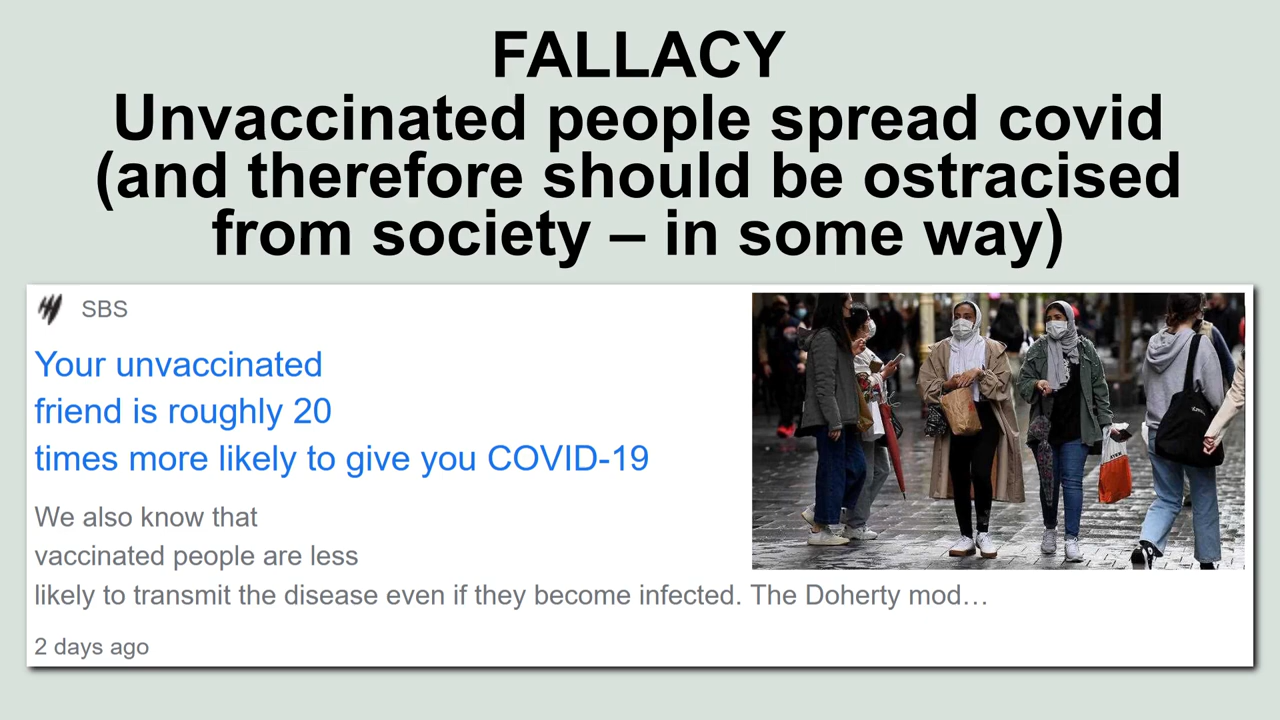 FALLACY
Unvaccinated people spread covid
(and therefore should be ostracised
from society – in some way)
SBS
Your unvaccinated
friend is roughly 20
times more likely to give you COVID-19
We also know that
vaccinated people are less
likely to transmit the disease even if they become infected. The Doherty mod…
2 days ago